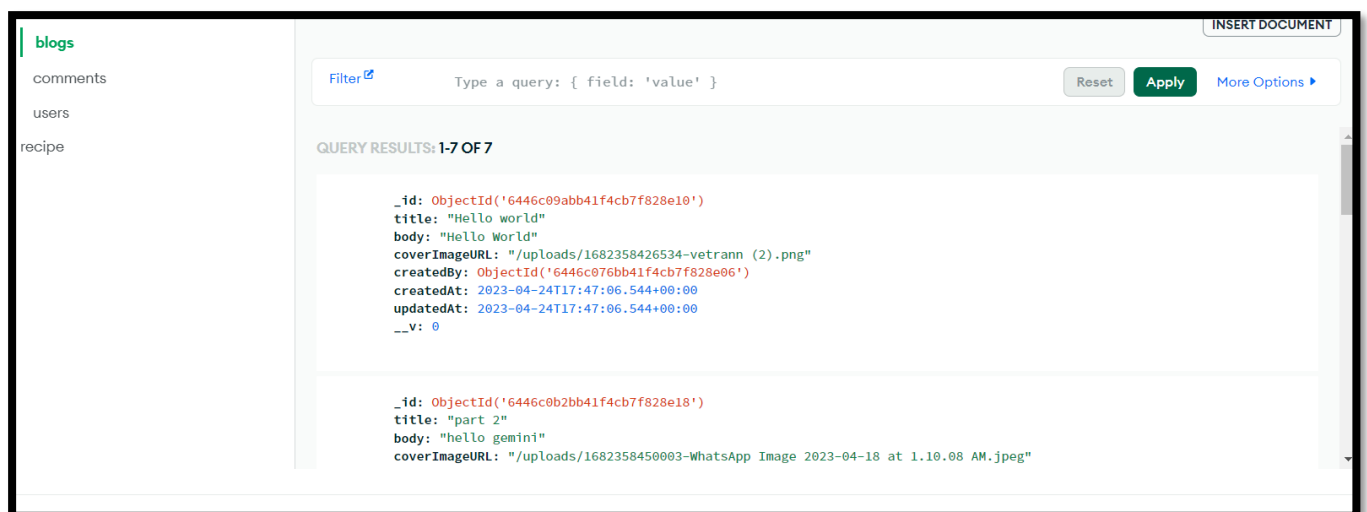 INSERT DOCUMENT
blogs
comments
users
recipe
Filter
Type a query: { field: 'value' }
Reset
Apply
More Options
QUERY RESULTS: 1-7 OF 7
_id: ObjectId('6446c09abb41f4cb7f828e10')
title: "Hello world"
body: "Hello World"
coverImageURL: "/uploads/1682358426534-vetrann (2).png"
createdBy: ObjectId('6446c076bb41f4cb7f828e06')
createdAt: 2023-04-24T17:47:06.544+00:00
updatedAt: 2023-04-24T17:47:06.544+00:00
__v: 0
_id: ObjectId('6446c0b2bb41f4cb7f828e18')
title: "part 2"
body: "hello gemini"
coverImageURL: "/uploads/1682358450003-WhatsApp Image 2023-04-18 at 1.10.08 AM.jpeg"